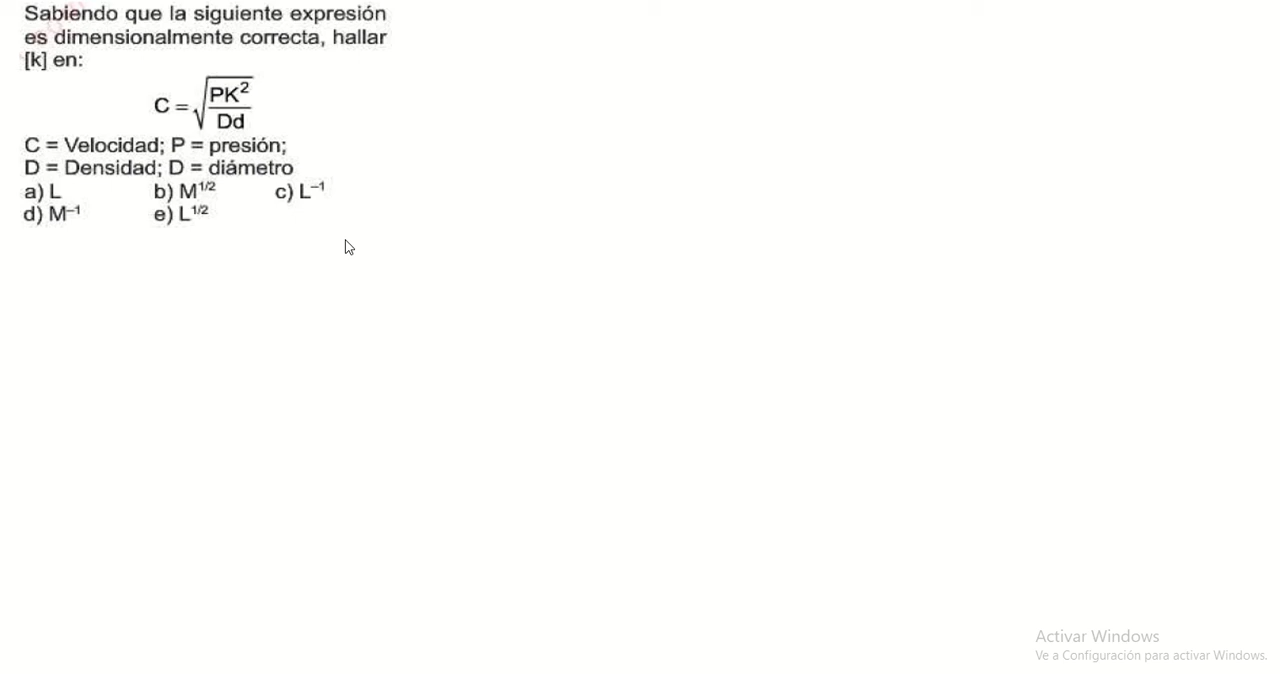 Sabiendo que la siguiente expresión
es dimensionalmente correcta, hallar
[k] en:
C = √(PK²/Dd)
C = Velocidad; P = presión;
D = Densidad; D = diámetro
a) L b) M^1/2 c) L^–1
d) M^–1 e) L^1/2
Activar Windows
Ve a Configuración para activar Windows.